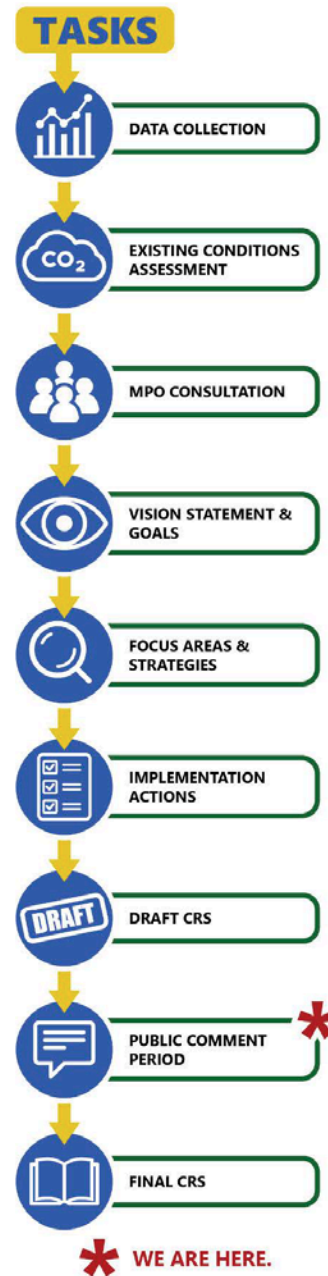 TASKS
DATA COLLECTION
CO₂
EXISTING CONDITIONS
ASSESSMENT
MPO CONSULTATION
VISION STATEMENT &
GOALS
FOCUS AREAS &
STRATEGIES
IMPLEMENTATION
ACTIONS
DRAFT
DRAFT CRS
PUBLIC COMMENT
PERIOD
*
FINAL CRS
* WE ARE HERE.